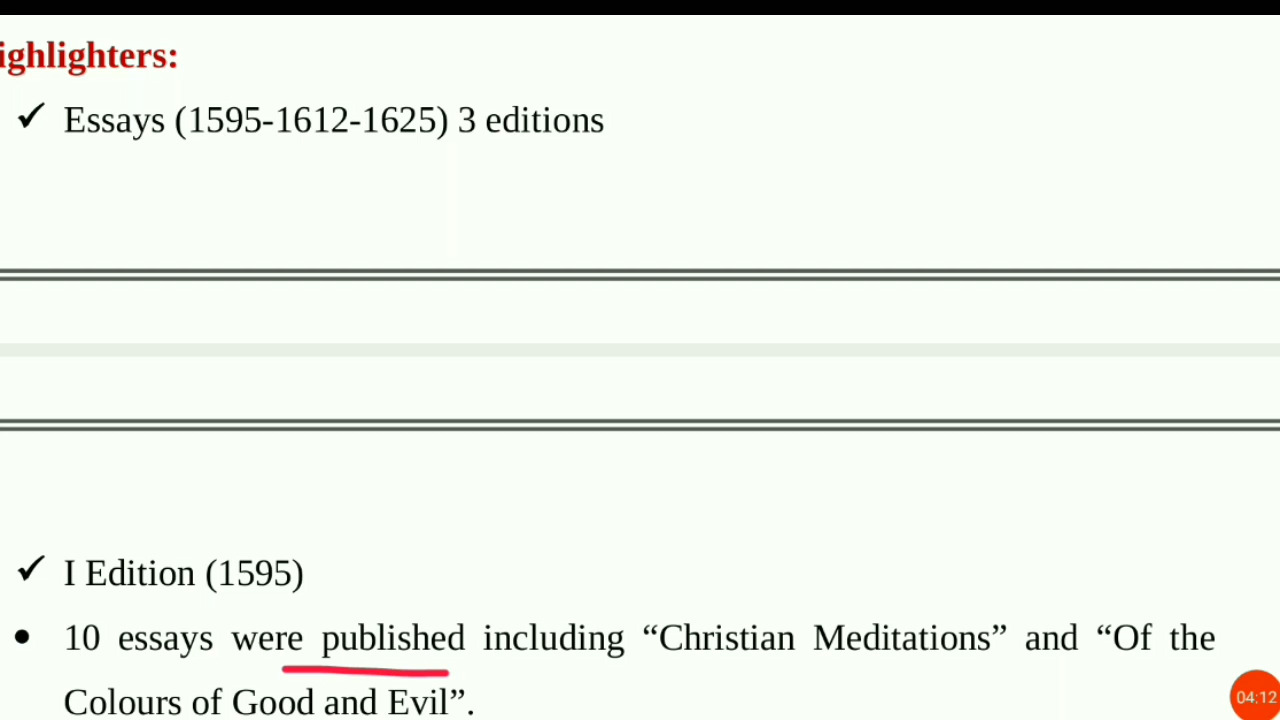 ighlighters:
✓ Essays (1595-1612-1625) 3 editions
✓ I Edition (1595)
• 10 essays were published including “Christian Meditations” and “Of the
Colours of Good and Evil”.
04:12